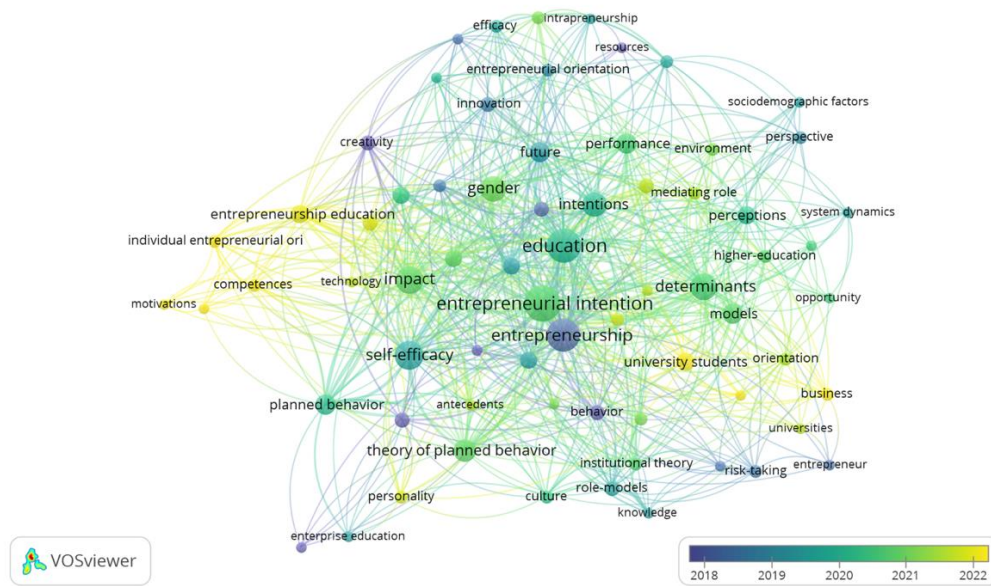 intrapreneurship
efficacy
resources
entrepreneurial orientation
innovation
sociodemographic factors
perspective
creativity
future
performance
environment
gender
mediating role
intentions
entrepreneurship education
perceptions
system dynamics
individual entrepreneurial ori
education
higher-education
impact
technology
competences
determinants
opportunity
motivations
entrepreneurial intention
models
entrepreneurship
self-efficacy
university students
orientation
business
planned behavior
antecedents
behavior
universities
theory of planned behavior
institutional theory
risk-taking
entrepreneur
personality
culture
role-models
knowledge
enterprise education
VOSviewer
2018 2019 2020 2021 2022